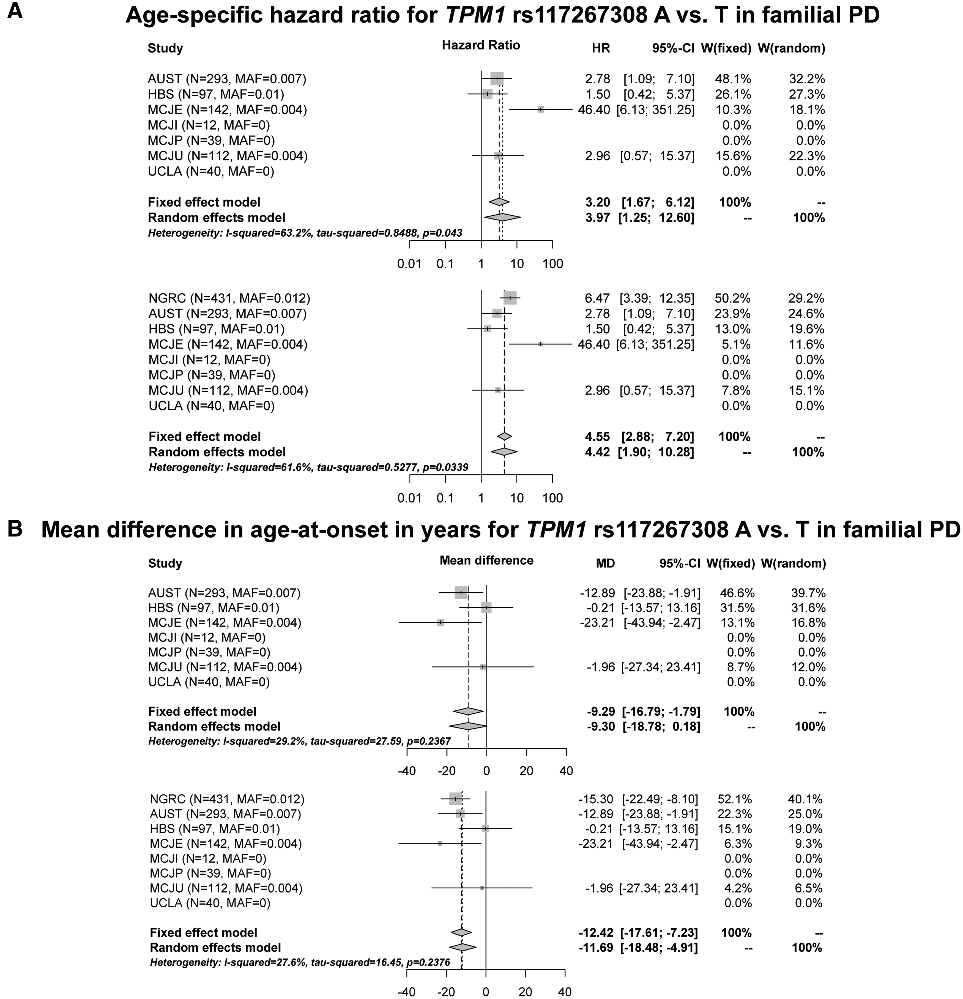 A Age-specific hazard ratio for TPM1 rs117267308 A vs. T in familial PD
Study Hazard Ratio HR 95%-CI W(fixed) W(random)
AUST (N=293, MAF=0.007) 2.78 [1.09; 7.10] 48.1% 32.2%
HBS (N=97, MAF=0.01) 1.50 [0.42; 5.37] 26.1% 27.3%
MCJE (N=142, MAF=0.004) 46.40 [6.13; 351.25] 10.3% 18.1%
MCJI (N=12, MAF=0) 0.0% 0.0%
MCJP (N=39, MAF=0) 0.0% 0.0%
MCJU (N=112, MAF=0.004) 2.96 [0.57; 15.37] 15.6% 22.3%
UCLA (N=40, MAF=0) 0.0% 0.0%
Fixed effect model 3.20 [1.67; 6.12] 100% --
Random effects model 3.97 [1.25; 12.60] -- 100%
Heterogeneity: I-squared=63.2%, tau-squared=0.8488, p=0.043
0.01 0.1 1 10 100
NGRC (N=431, MAF=0.012) 6.47 [3.39; 12.35] 50.2% 29.2%
AUST (N=293, MAF=0.007) 2.78 [1.09; 7.10] 23.9% 24.6%
HBS (N=97, MAF=0.01) 1.50 [0.42; 5.37] 13.0% 19.6%
MCJE (N=142, MAF=0.004) 46.40 [6.13; 351.25] 5.1% 11.6%
MCJI (N=12, MAF=0) 0.0% 0.0%
MCJP (N=39, MAF=0) 0.0% 0.0%
MCJU (N=112, MAF=0.004) 2.96 [0.57; 15.37] 7.8% 15.1%
UCLA (N=40, MAF=0) 0.0% 0.0%
Fixed effect model 4.55 [2.88; 7.20] 100% --
Random effects model 4.42 [1.90; 10.28] -- 100%
Heterogeneity: I-squared=61.6%, tau-squared=0.5277, p=0.0339
0.01 0.1 1 10 100
B Mean difference in age-at-onset in years for TPM1 rs117267308 A vs. T in familial PD
Study Mean difference MD 95%-CI W(fixed) W(random)
AUST (N=293, MAF=0.007) -12.89 [-23.88; -1.91] 46.6% 39.7%
HBS (N=97, MAF=0.01) -0.21 [-13.57; 13.16] 31.5% 31.6%
MCJE (N=142, MAF=0.004) -23.21 [-43.94; -2.47] 13.1% 16.8%
MCJI (N=12, MAF=0) 0.0% 0.0%
MCJP (N=39, MAF=0) 0.0% 0.0%
MCJU (N=112, MAF=0.004) -1.96 [-27.34; 23.41] 8.7% 12.0%
UCLA (N=40, MAF=0) 0.0% 0.0%
Fixed effect model -9.29 [-16.79; -1.79] 100% --
Random effects model -9.30 [-18.78; 0.18] -- 100%
Heterogeneity: I-squared=29.2%, tau-squared=27.59, p=0.2367
-40 -20 0 20 40
NGRC (N=431, MAF=0.012) -15.30 [-22.49; -8.10] 52.1% 40.1%
AUST (N=293, MAF=0.007) -12.89 [-23.88; -1.91] 22.3% 25.0%
HBS (N=97, MAF=0.01) -0.21 [-13.57; 13.16] 15.1% 19.0%
MCJE (N=142, MAF=0.004) -23.21 [-43.94; -2.47] 6.3% 9.3%
MCJI (N=12, MAF=0) 0.0% 0.0%
MCJP (N=39, MAF=0) 0.0% 0.0%
MCJU (N=112, MAF=0.004) -1.96 [-27.34; 23.41] 4.2% 6.5%
UCLA (N=40, MAF=0) 0.0% 0.0%
Fixed effect model -12.42 [-17.61; -7.23] 100% --
Random effects model -11.69 [-18.48; -4.91] -- 100%
Heterogeneity: I-squared=27.6%, tau-squared=16.45, p=0.2376
-40 -20 0 20 40